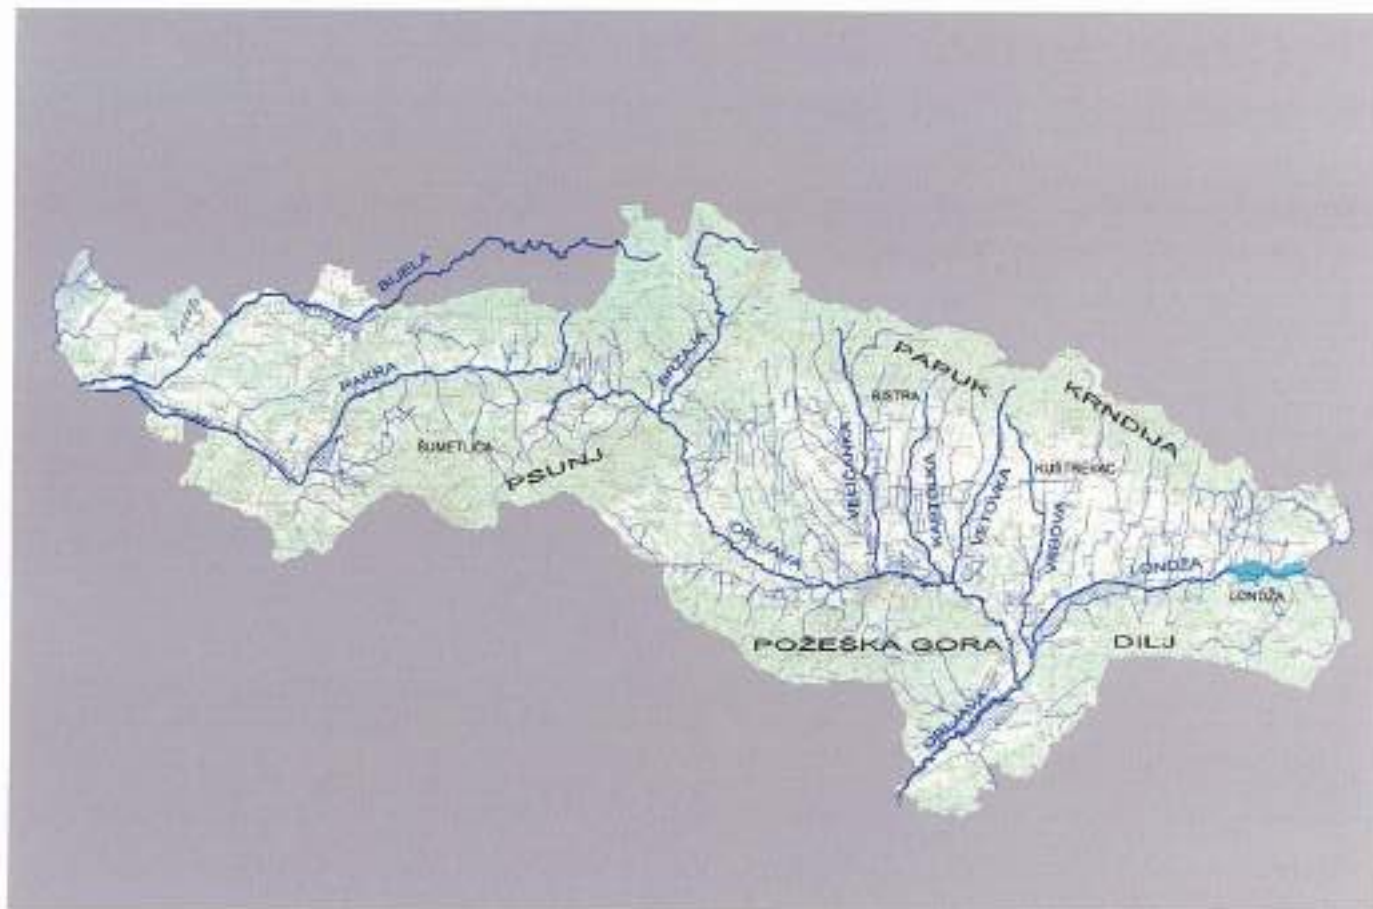 BIJELA
PAKRA
BRZAJA
ŠUMETLICA
PSUNJ
PAPUK
BISTRA
KRNDIJA
KUŠTREVAC
VELIČANKA
KAPTOLKA
VETOVKA
VRBOVA
ORLJAVA
LONDŽA
LONDŽA
POŽEŠKA GORA
DILJ
ORLJAVA